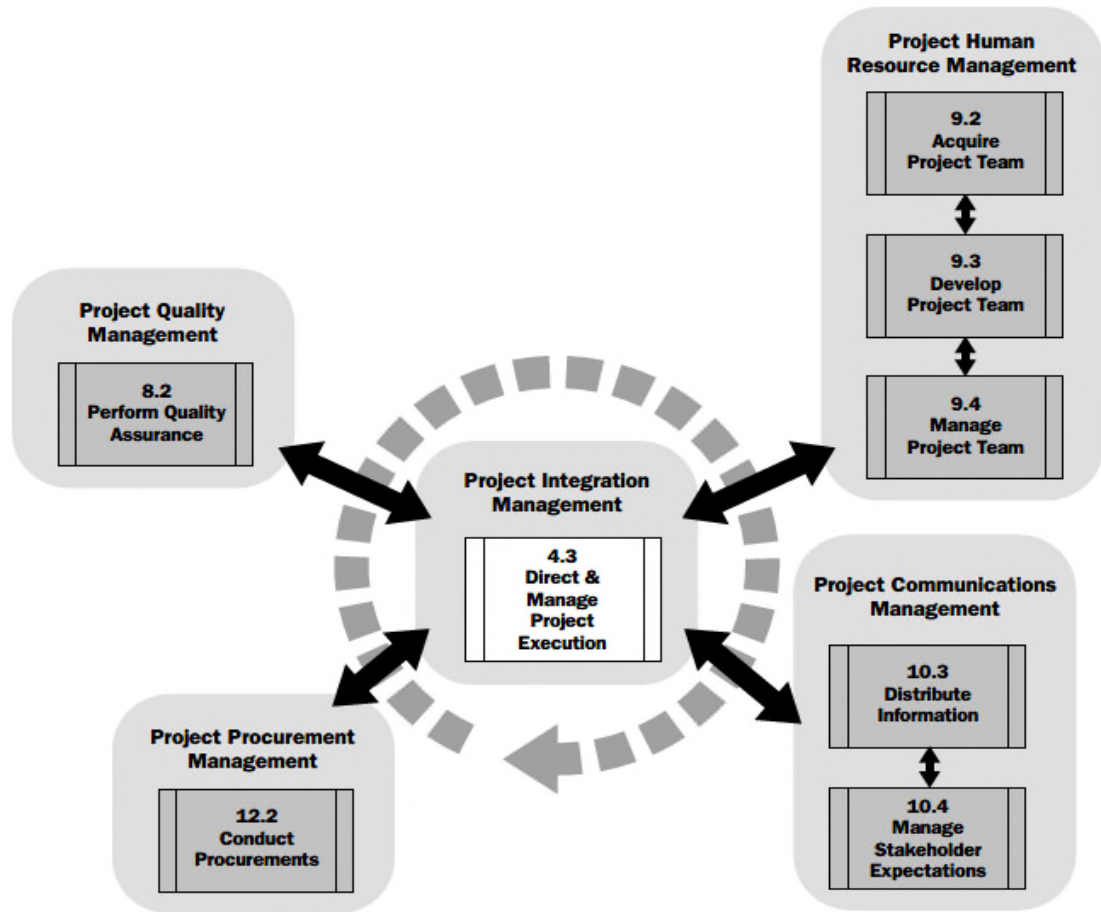 Project Human
Resource Management
9.2
Acquire
Project Team
9.3
Develop
Project Team
9.4
Manage
Project Team
Project Quality
Management
8.2
Perform Quality
Assurance
Project Integration
Management
4.3
Direct &
Manage
Project
Execution
Project Communications
Management
10.3
Distribute
Information
10.4
Manage
Stakeholder
Expectations
Project Procurement
Management
12.2
Conduct
Procurements